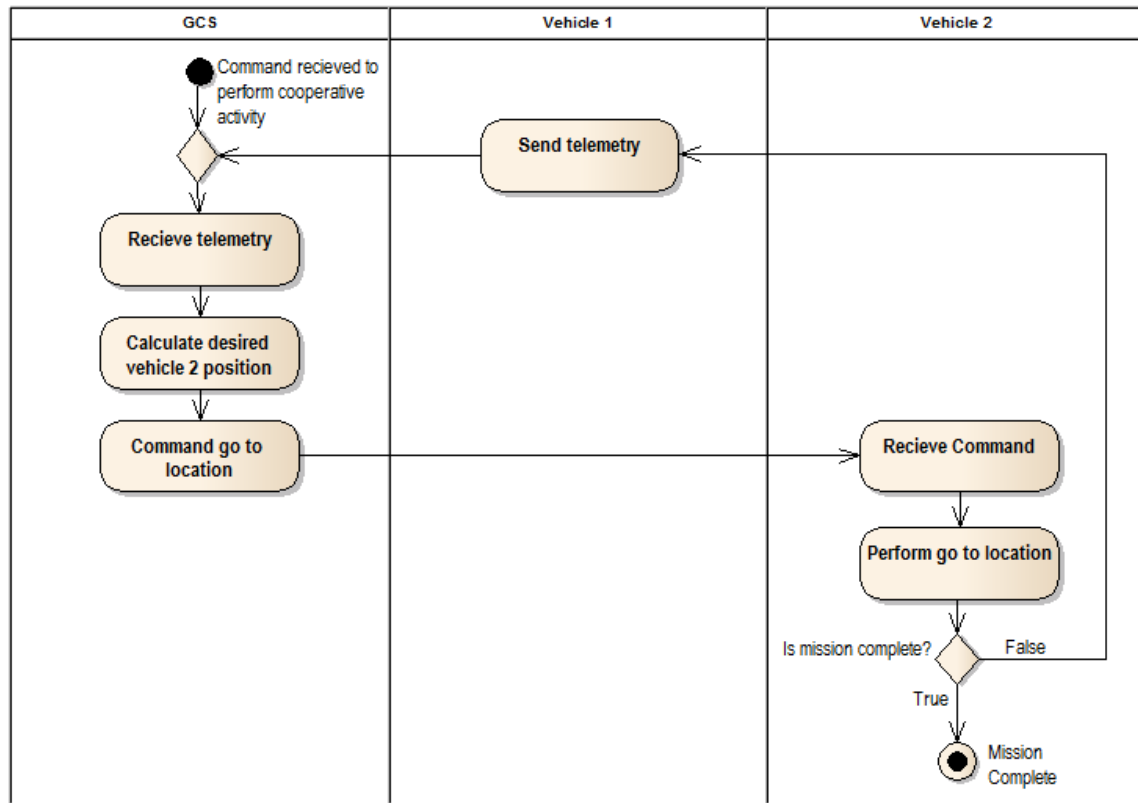 GCS
Vehicle 1
Vehicle 2
Command recieved to
perform cooperative
activity
Send telemetry
Recieve telemetry
Calculate desired
vehicle 2 position
Command go to
location
Recieve Command
Perform go to location
Is mission complete?
False
True
Mission
Complete